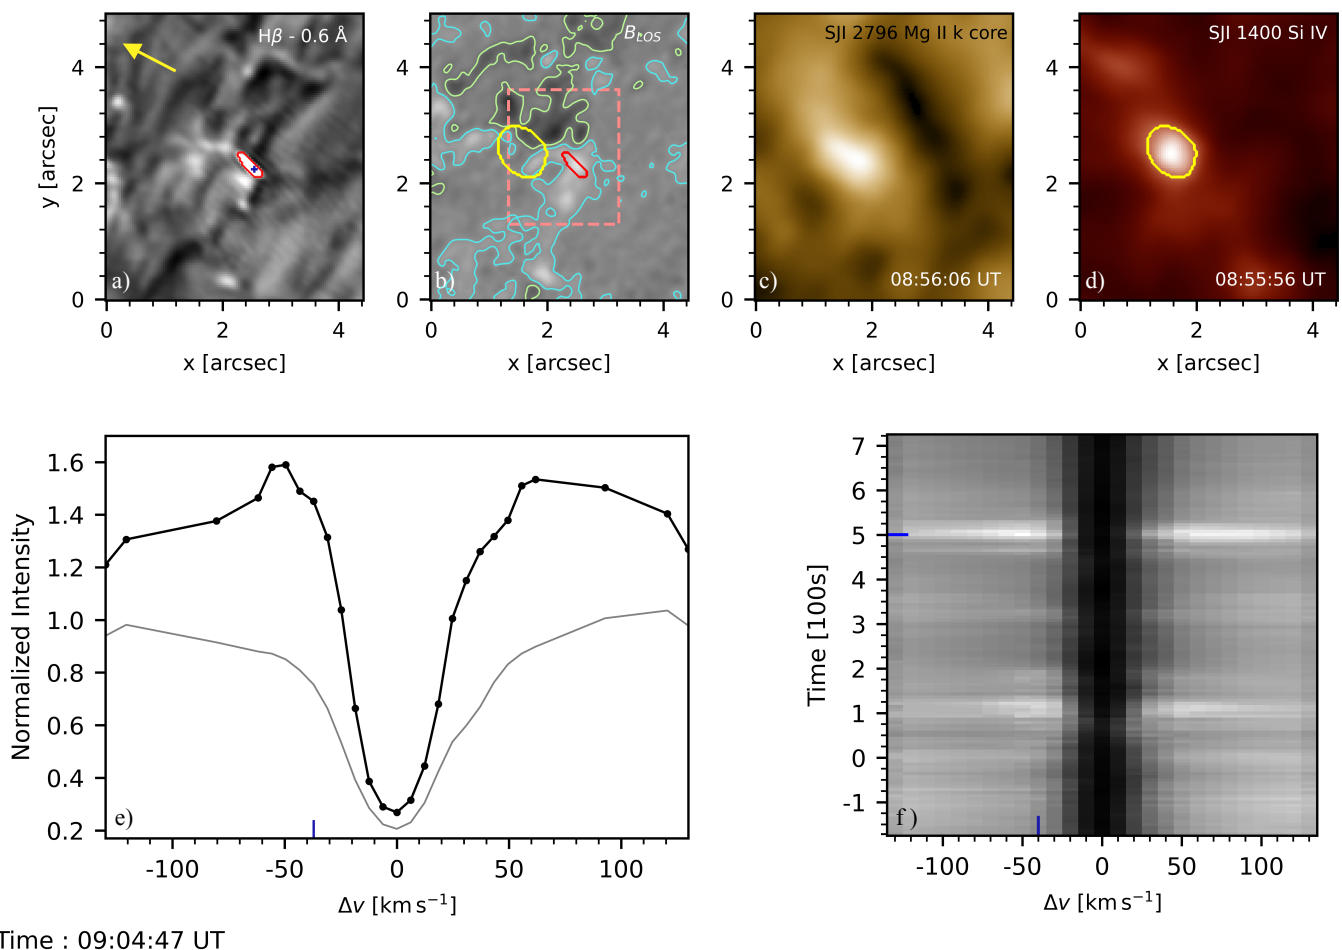 Hβ - 0.6 Å
B_LOS
SJI 2796 Mg II k core
SJI 1400 Si IV
a)
b)
c)
08:56:06 UT
d)
08:55:56 UT
y [arcsec]
0
2
4
0 2 4
0
2
4
0 2 4
0
2
4
0 2 4
0
2
4
0 2 4
x [arcsec]
x [arcsec]
x [arcsec]
x [arcsec]
Normalized Intensity
1.6
1.4
1.2
1.0
0.8
0.6
0.4
0.2
e)
-100 -50 0 50 100
Δv [km s⁻¹]
Time [100s]
7
6
5
4
3
2
1
0
-1
f)
-100 -50 0 50 100
Δv [km s⁻¹]
Time : 09:04:47 UT